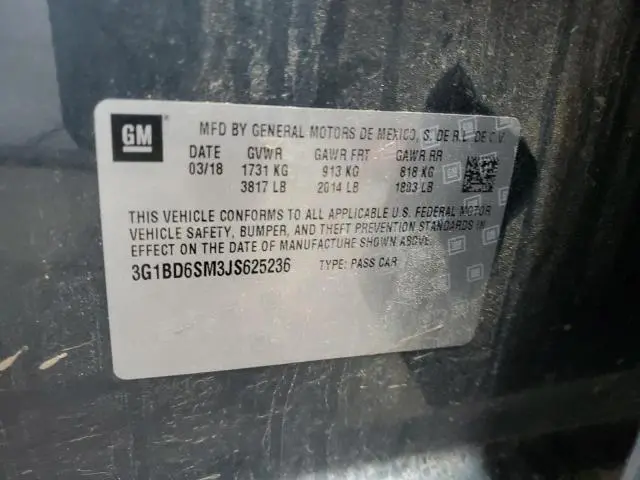 GM
MFD BY GENERAL MOTORS DE MEXICO, S. DE R.L. DE C.V.
DATE GVWR GAWR FRT GAWR RR
03/18 1731 KG 913 KG 818 KG
3817 LB 2014 LB 1803 LB
THIS VEHICLE CONFORMS TO ALL APPLICABLE U.S. FEDERAL MOTOR
VEHICLE SAFETY, BUMPER, AND THEFT PREVENTION STANDARDS IN
EFFECT ON THE DATE OF MANUFACTURE SHOWN ABOVE.
3G1BD6SM3JS625236 TYPE: PASS CAR